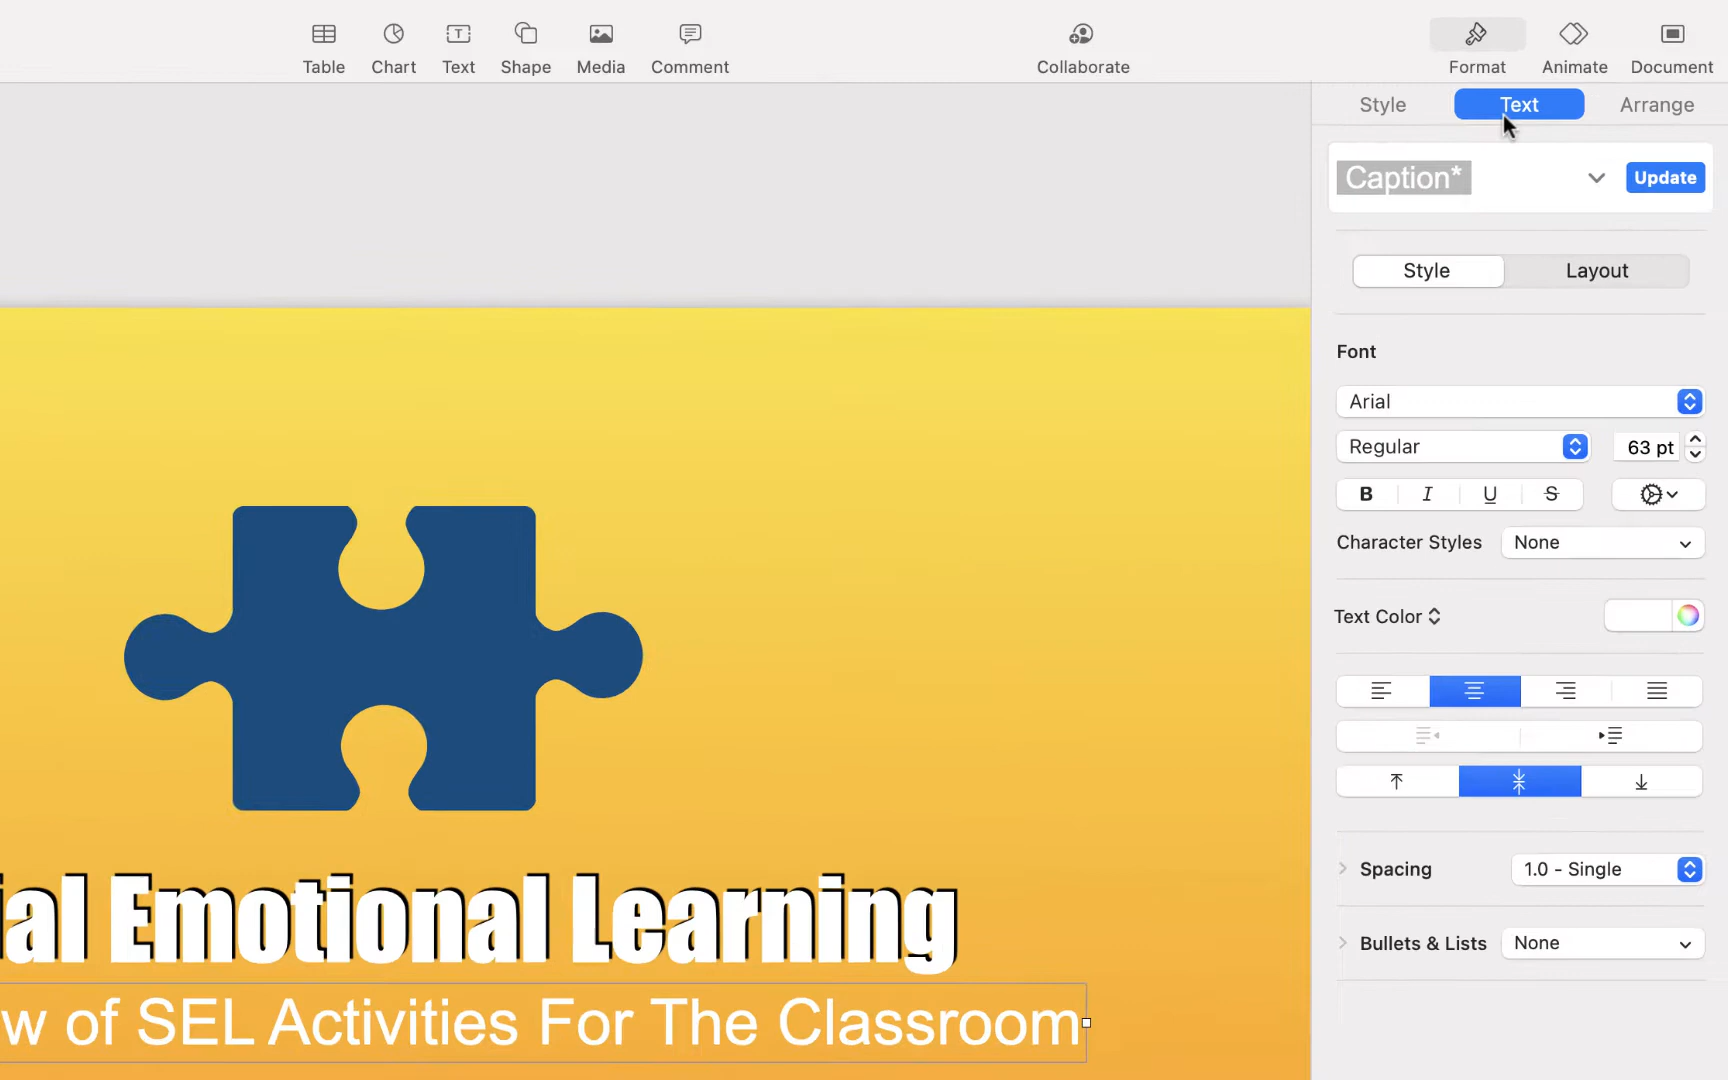 Table Chart Text Shape Media Comment Collaborate Format Animate Document
Style Text Arrange
Caption* Update
Style Layout
Font
Arial
Regular 63 pt
B I U S
Character Styles None
Text Color
Spacing 1.0 - Single
Bullets & Lists None
ial Emotional Learning
w of SEL Activities For The Classroom